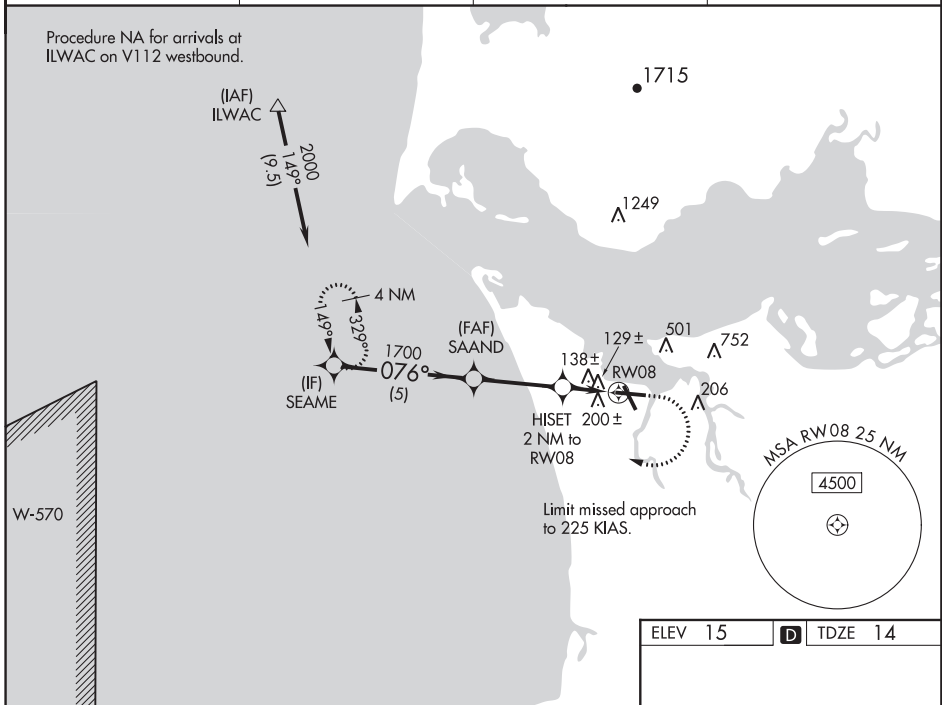 Procedure NA for arrivals at
ILWAC on V112 westbound.
1715
(IAF)
ILWAC
2000
149°
(9.5)
1249
4 NM
149°
329°
(FAF)
SAAND
129 ±
501
752
138 ±
RW08
1700
076°
(5)
(IF)
SEAME
206
HISET
2 NM to
RW08
200 ±
MSA RW08 25 NM
4500
Limit missed approach
to 225 KIAS.
W-570
ELEV 15 D TDZE 14